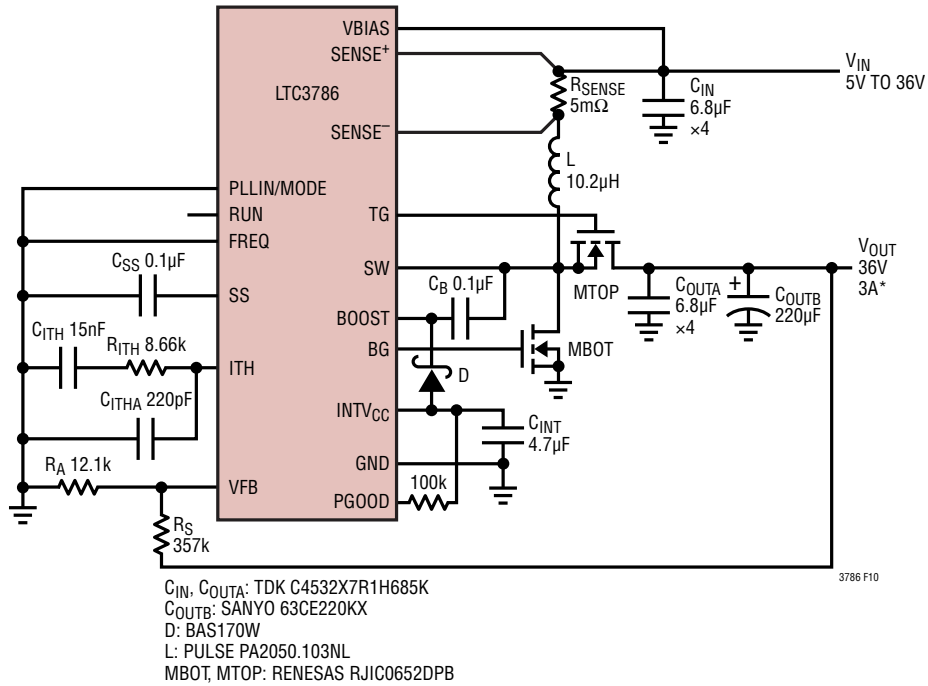 VBIAS
SENSE+
LTC3786
SENSE–
PLLIN/MODE
RUN
FREQ
SS
ITH
VFB
TG
SW
BOOST
BG
INTVCC
GND
PGOOD
VIN
5V TO 36V
CIN
6.8µF
×4
RSENSE
5mΩ
L
10.2µH
MTOP
VOUT
36V
3A*
COUTA
6.8µF
×4
+
COUTB
220µF
CB 0.1µF
MBOT
D
CINT
4.7µF
100k
CSS 0.1µF
CITH 15nF
RITH 8.66k
CITHA 220pF
RA 12.1k
RS
357k
3786 F10
CIN, COUTA: TDK C4532X7R1H685K
COUTB: SANYO 63CE220KX
D: BAS170W
L: PULSE PA2050.103NL
MBOT, MTOP: RENESAS RJIC0652DPB